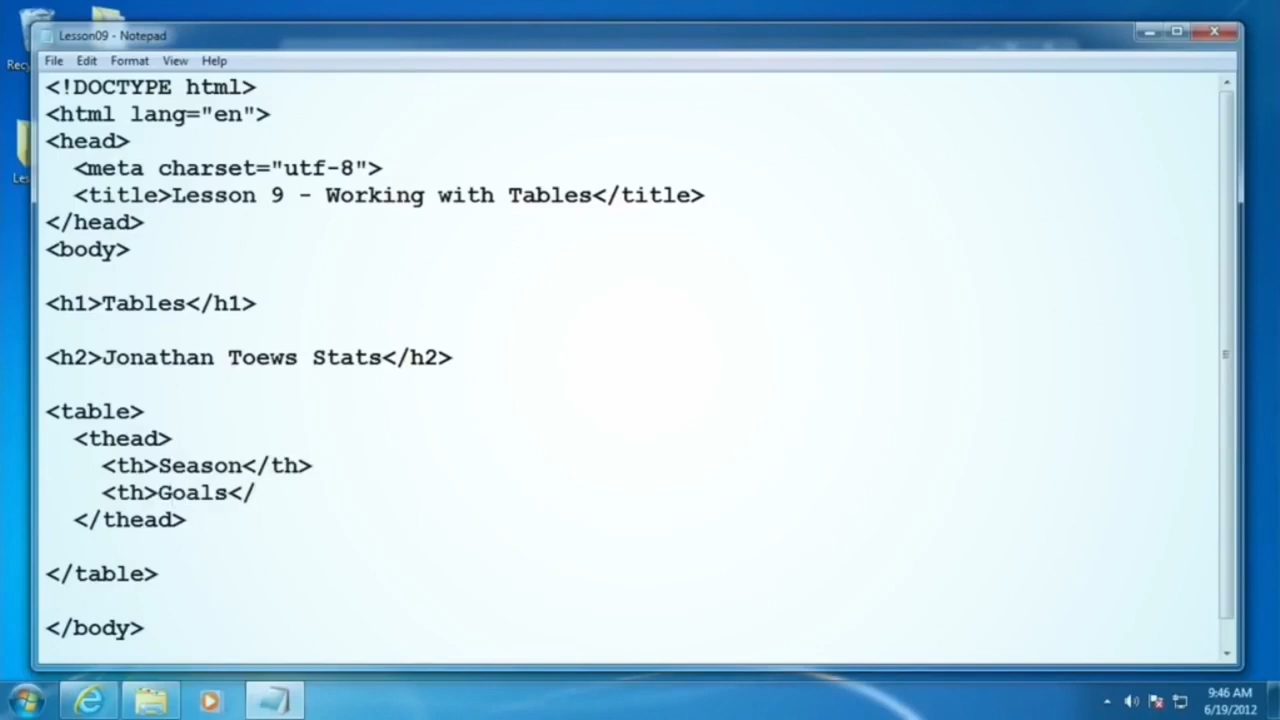 Lesson09 - Notepad
File Edit Format View Help
<!DOCTYPE html>
<html lang="en">
<head>
  <meta charset="utf-8">
  <title>Lesson 9 - Working with Tables</title>
</head>
<body>
<h1>Tables</h1>
<h2>Jonathan Toews Stats</h2>
<table>
  <thead>
    <th>Season</th>
    <th>Goals</
  </thead>
</table>
</body>
9:46 AM
6/19/2012